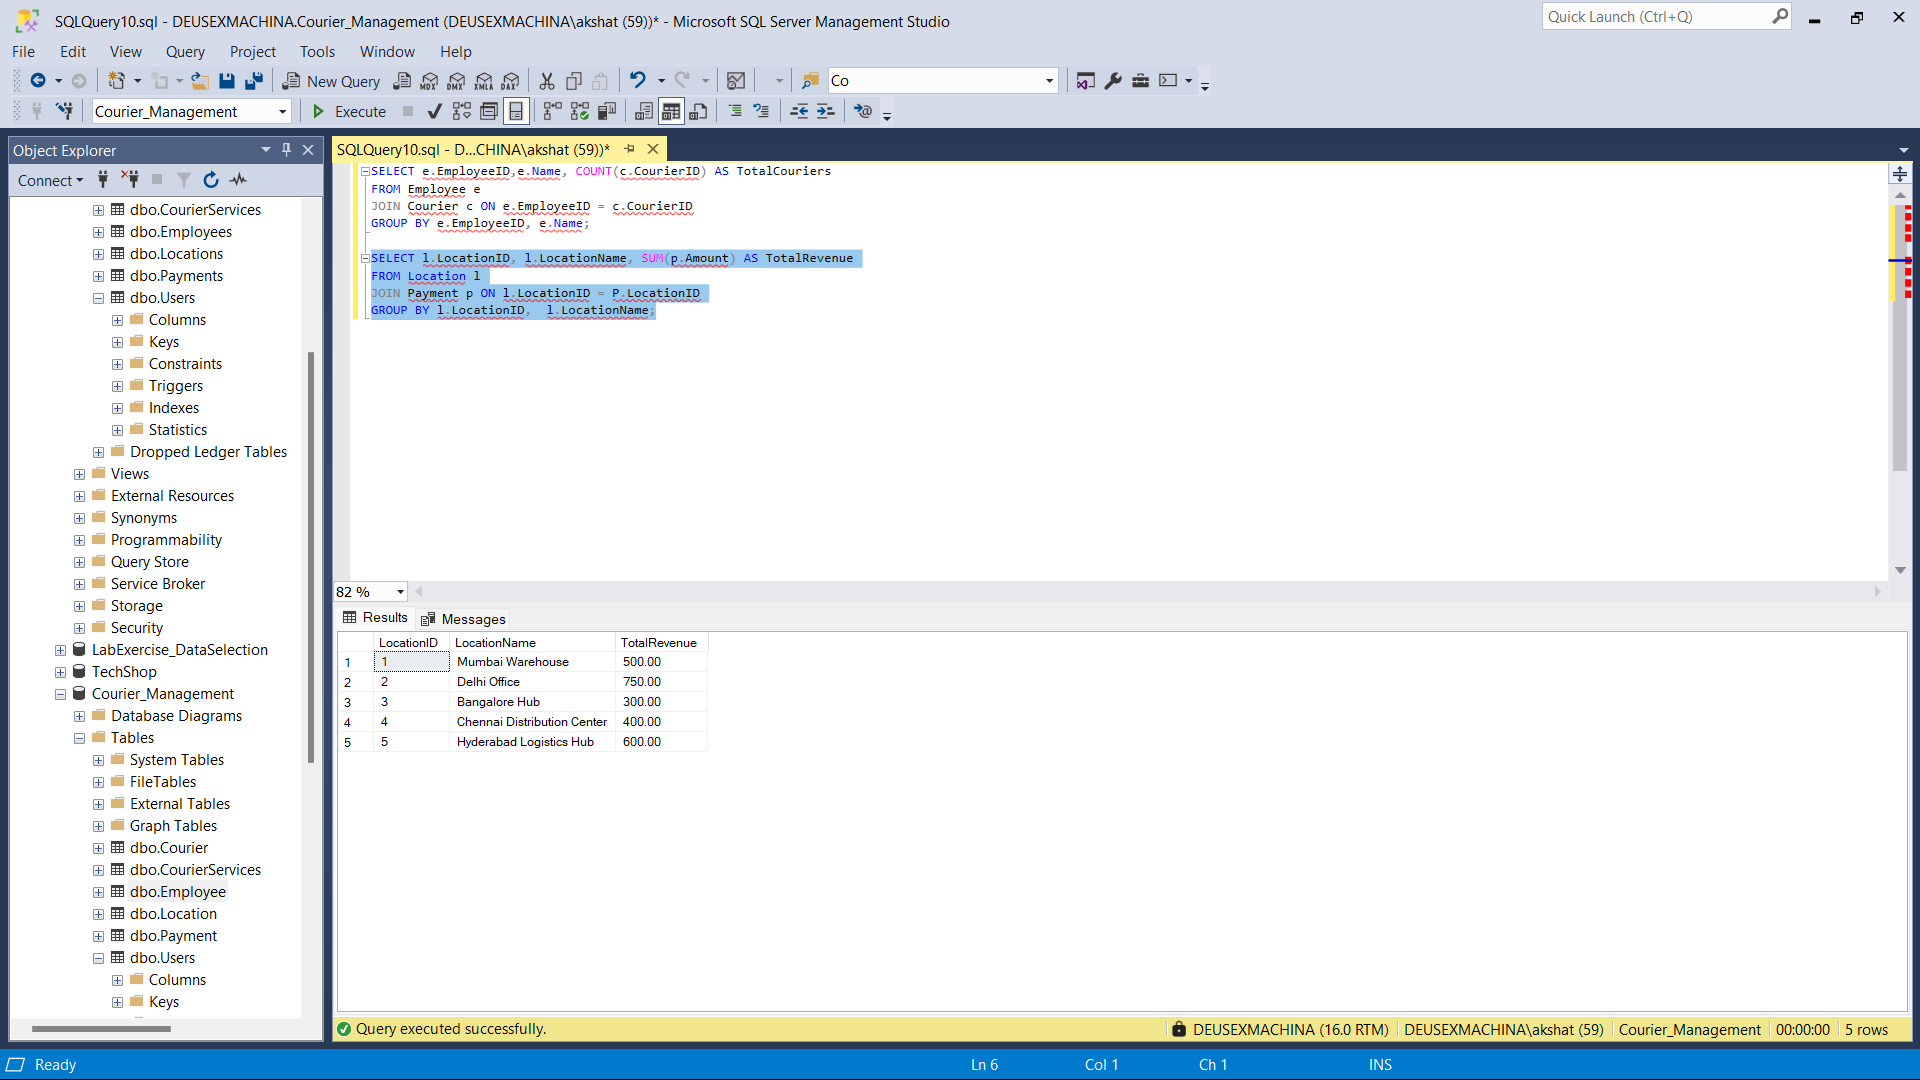 SQLQuery10.sql - DEUSEXMACHINA.Courier_Management (DEUSEXMACHINA\akshat (59))* - Microsoft SQL Server Management Studio
Quick Launch (Ctrl+Q)
File Edit View Query Project Tools Window Help
New Query MDX DMX XMLA DAX Co
Courier_Management Execute
Object Explorer
Connect
dbo.CourierServices
dbo.Employees
dbo.Locations
dbo.Payments
dbo.Users
Columns
Keys
Constraints
Triggers
Indexes
Statistics
Dropped Ledger Tables
Views
External Resources
Synonyms
Programmability
Query Store
Service Broker
Storage
Security
LabExercise_DataSelection
TechShop
Courier_Management
Database Diagrams
Tables
System Tables
FileTables
External Tables
Graph Tables
dbo.Courier
dbo.CourierServices
dbo.Employee
dbo.Location
dbo.Payment
dbo.Users
Columns
Keys
SQLQuery10.sql - D...CHINA\akshat (59))*
SELECT e.EmployeeID,e.Name, COUNT(c.CourierID) AS TotalCouriers
FROM Employee e
JOIN Courier c ON e.EmployeeID = c.CourierID
GROUP BY e.EmployeeID, e.Name;
SELECT l.LocationID, l.LocationName, SUM(p.Amount) AS TotalRevenue
FROM Location l
JOIN Payment p ON l.LocationID = P.LocationID
GROUP BY l.LocationID, l.LocationName;
82 %
Results Messages
LocationID LocationName TotalRevenue
1 1 Mumbai Warehouse 500.00
2 2 Delhi Office 750.00
3 3 Bangalore Hub 300.00
4 4 Chennai Distribution Center 400.00
5 5 Hyderabad Logistics Hub 600.00
Query executed successfully. DEUSEXMACHINA (16.0 RTM) DEUSEXMACHINA\akshat (59) Courier_Management 00:00:00 5 rows
Ready Ln 6 Col 1 Ch 1 INS